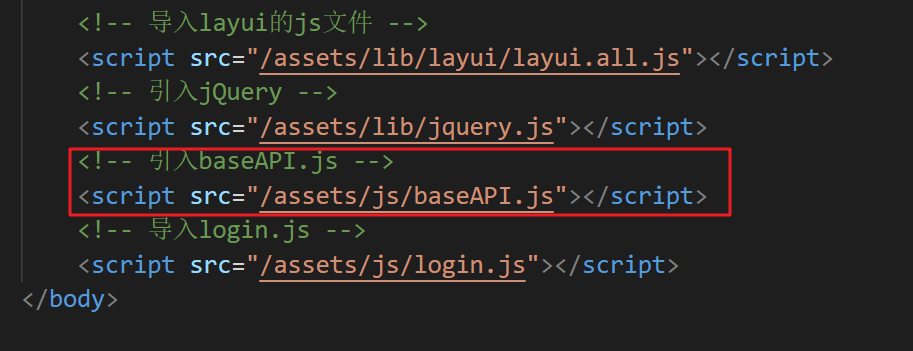 <!-- 导入layui的js文件 -->
<script src="/assets/lib/layui/layui.all.js"></script>
<!-- 引入jQuery -->
<script src="/assets/lib/jquery.js"></script>
<!-- 引入baseAPI.js -->
<script src="/assets/js/baseAPI.js"></script>
<!-- 导入login.js -->
<script src="/assets/js/login.js"></script>
</body>